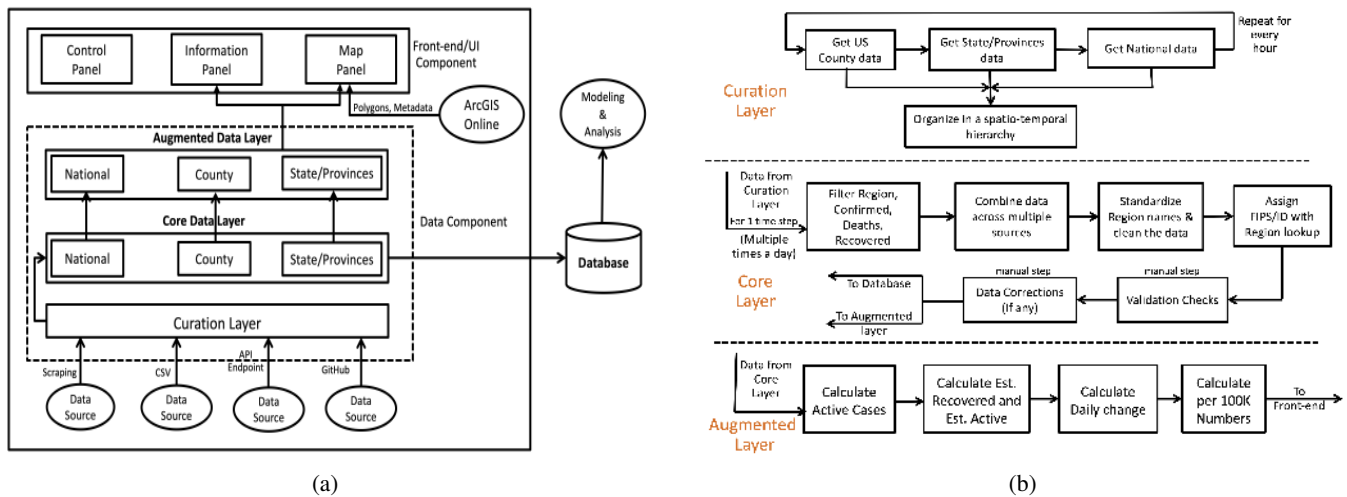 Control
Panel
Information
Panel
Map
Panel
Front-end/UI
Component
Polygons, Metadata
ArcGIS
Online
Modeling
&
Analysis
Augmented Data Layer
National
County
State/Provinces
Core Data Layer
Data Component
National
County
State/Provinces
Database
Curation Layer
Scraping
CSV
API
Endpoint
GitHub
Data
Source
Data
Source
Data
Source
Data
Source
(a)
Repeat for
every
hour
Get US
County data
Get State/Provinces
data
Get National data
Curation
Layer
Organize in a spatio-temporal
hierarchy
Data from
Curation
Layer
For 1 time step
(Multiple
times a day)
Filter Region,
Confirmed,
Deaths,
Recovered
Combine data
across multiple
sources
Standardize
Region names &
clean the data
Assign
FIPS/ID with
Region lookup
Core
Layer
To Database
To Augmented
layer
manual step
Data Corrections
(If any)
manual step
Validation Checks
Data from
Core
Layer
Augmented
Layer
Calculate
Active Cases
Calculate Est.
Recovered and
Est. Active
Calculate
Daily change
Calculate
per 100K
Numbers
To
Front-end
(b)